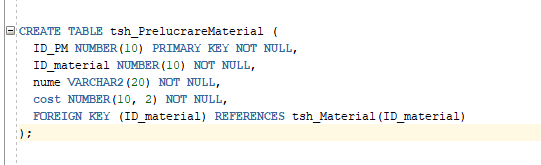 CREATE TABLE tsh_PrelucrareMaterial (
ID_PM NUMBER(10) PRIMARY KEY NOT NULL,
ID_material NUMBER(10) NOT NULL,
nume VARCHAR2(20) NOT NULL,
cost NUMBER(10, 2) NOT NULL,
FOREIGN KEY (ID_material) REFERENCES tsh_Material(ID_material)
);